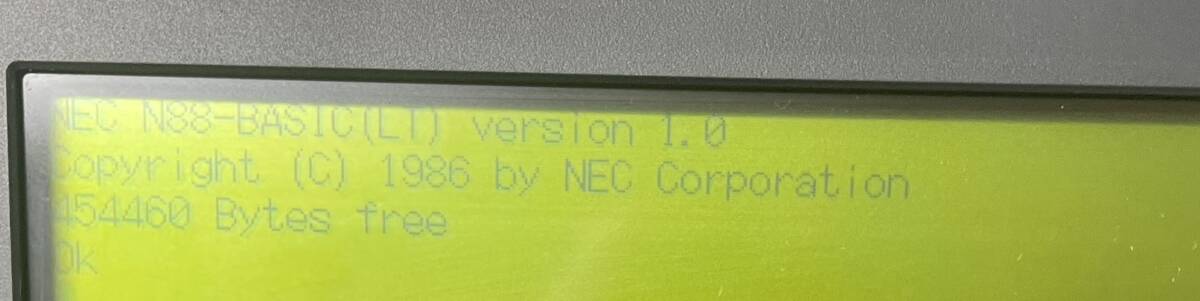 NEC N88-BASIC(LT) version 1.0
Copyright (C) 1986 by NEC Corporation
454460 Bytes free
Ok